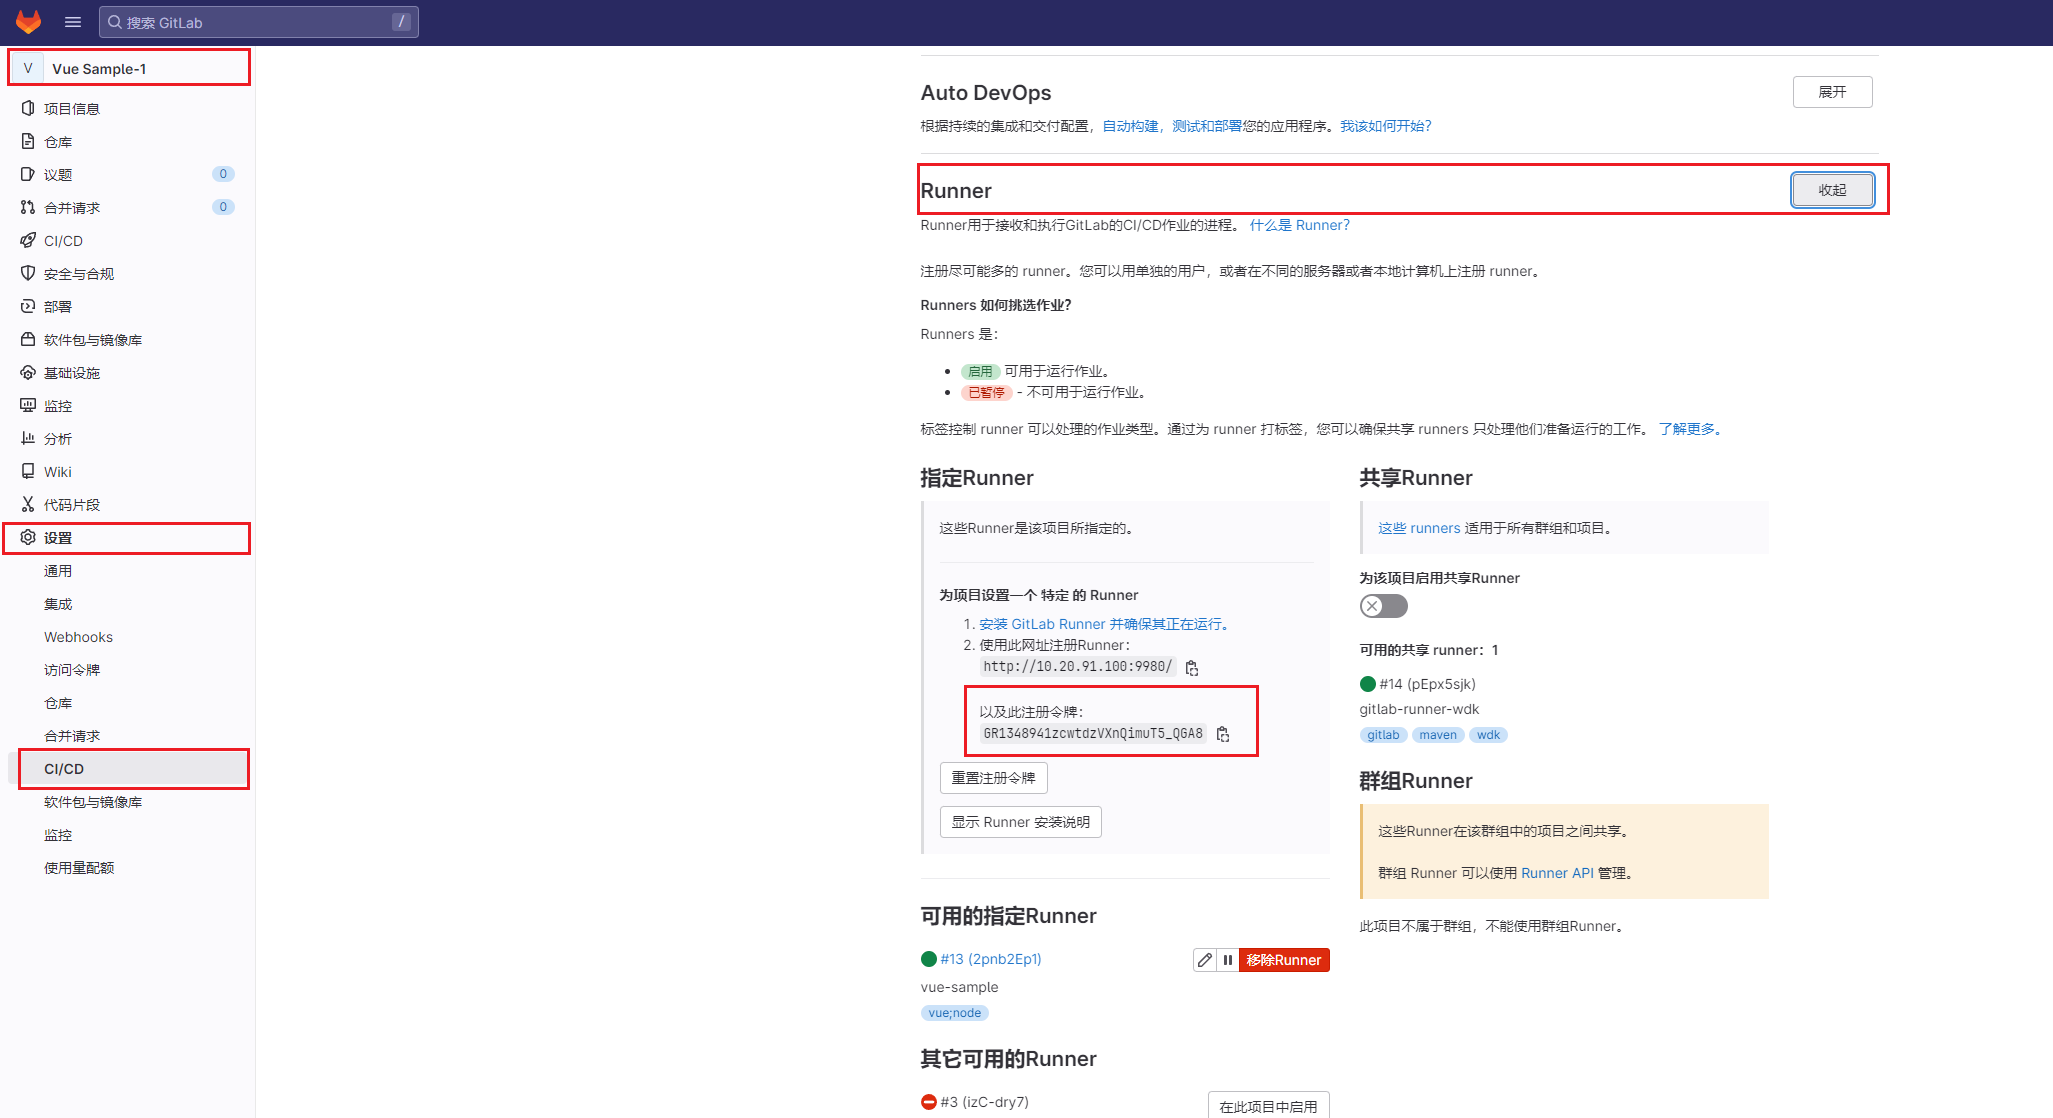 搜索 GitLab
/
V
Vue Sample-1
项目信息
仓库
议题
0
合并请求
0
CI/CD
安全与合规
部署
软件包与镜像库
基础设施
监控
分析
Wiki
代码片段
设置
通用
集成
Webhooks
访问令牌
仓库
合并请求
CI/CD
软件包与镜像库
监控
使用量配额
Auto DevOps
展开
根据持续的集成和交付配置，自动构建，测试和部署您的应用程序。我该如何开始?
Runner
收起
Runner用于接收和执行GitLab的CI/CD作业的进程。 什么是 Runner?
注册尽可能多的 runner。您可以用单独的用户，或者在不同的服务器或者本地计算机上注册 runner。
Runners 如何挑选作业?
Runners 是：
启用 可用于运行作业。
已暂停 - 不可用于运行作业。
标签控制 runner 可以处理的作业类型。通过为 runner 打标签，您可以确保共享 runners 只处理他们准备运行的工作。 了解更多。
指定Runner
这些Runner是该项目所指定的。
为项目设置一个 特定 的 Runner
1. 安装 GitLab Runner 并确保其正在运行。
2. 使用此网址注册Runner：
http://10.20.91.100:9980/
以及此注册令牌：
GR1348941zcwtdzVXnQimuT5_QGA8
重置注册令牌
显示 Runner 安装说明
可用的指定Runner
#13 (2pnb2Ep1)
移除Runner
vue-sample
vue;node
其它可用的Runner
#3 (izC-dry7)
在此项目中启用
共享Runner
这些 runners 适用于所有群组和项目。
为该项目启用共享Runner
可用的共享 runner：1
#14 (pEpx5sjk)
gitlab-runner-wdk
gitlab maven wdk
群组Runner
这些Runner在该群组中的项目之间共享。
群组 Runner 可以使用 Runner API 管理。
此项目不属于群组，不能使用群组Runner。